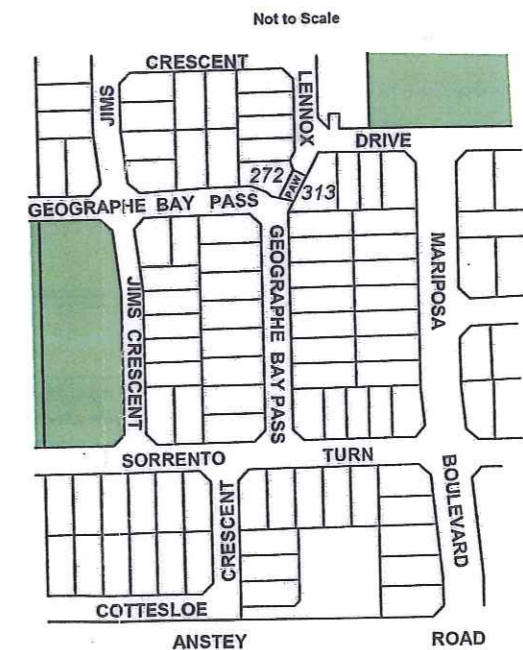 Not to Scale
CRESCENT
JIMS
LENNOX
DRIVE
272
PAW
313
GEOGRAPHE BAY PASS
GEOGRAPHE BAY PASS
MARIPOSA
JIMS CRESCENT
SORRENTO TURN
CRESCENT
BOULEVARD
COTTESLOE
ANSTEY ROAD